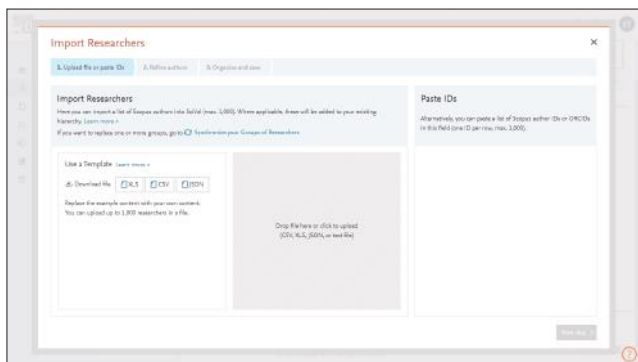 Import Researchers
×
1. Upload file or paste IDs
2. Refine authors
3. Organize and save
Import Researchers
Here you can import a list of Scopus authors into SciVal (max. 1,000). Where applicable, these will be added to your existing
hierarchy. Learn more >
If you want to replace one or more groups, go to Synchronize your Groups of Researchers
Use a Template Learn more >
Download file XLS CSV JSON
Replace the example content with your own content.
You can upload up to 1,000 researchers in a file.
Drop file here or click to upload
(CSV, XLS, JSON, or text file)
Paste IDs
Alternatively, you can paste a list of Scopus author IDs or ORCIDs
in this field (one ID per row, max. 1,000).
Next step >
?